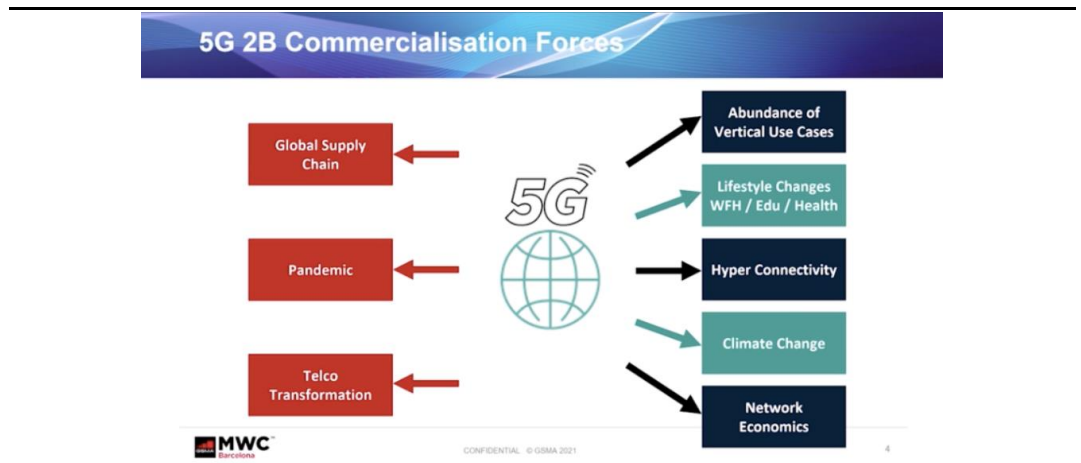 5G 2B Commercialisation Forces
Global Supply
Chain
Pandemic
Telco
Transformation
5G
Abundance of
Vertical Use Cases
Lifestyle Changes
WFH / Edu / Health
Hyper Connectivity
Climate Change
Network
Economics
GSMA
MWC
Barcelona
CONFIDENTIAL © GSMA 2021
4